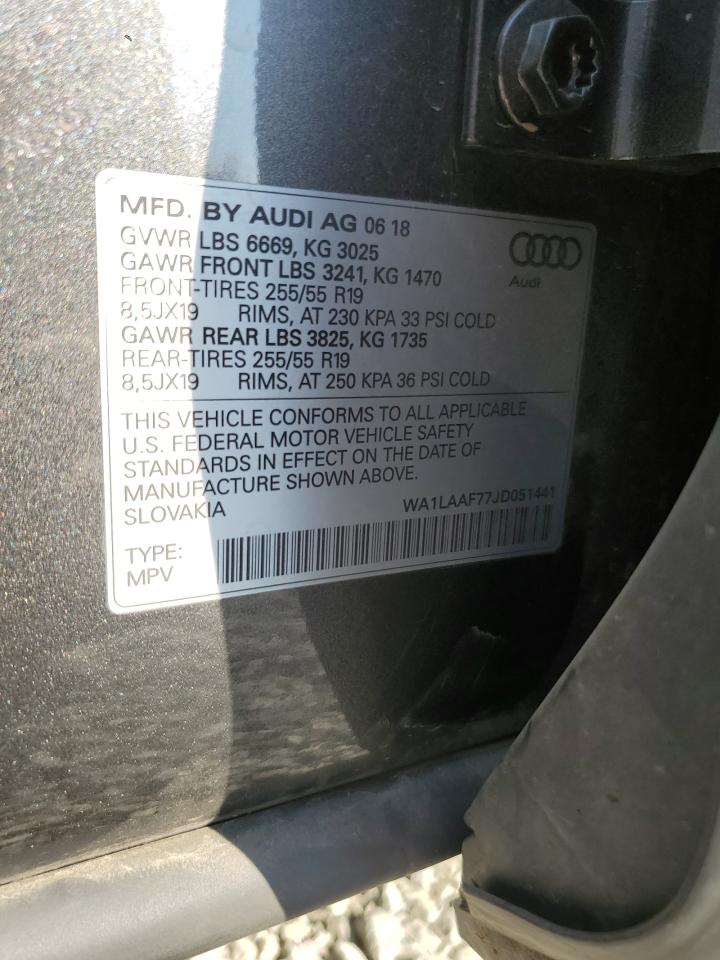 MFD. BY AUDI AG 06 18
GVWR LBS 6669, KG 3025
GAWR FRONT LBS 3241, KG 1470
FRONT-TIRES 255/55 R19
8,5JX19 RIMS, AT 230 KPA 33 PSI COLD
GAWR REAR LBS 3825, KG 1735
REAR-TIRES 255/55 R19
8,5JX19 RIMS, AT 250 KPA 36 PSI COLD
Audi
THIS VEHICLE CONFORMS TO ALL APPLICABLE
U.S. FEDERAL MOTOR VEHICLE SAFETY
STANDARDS IN EFFECT ON THE DATE OF
MANUFACTURE SHOWN ABOVE.
SLOVAKIA WA1LAAF77JD051441
TYPE:
MPV